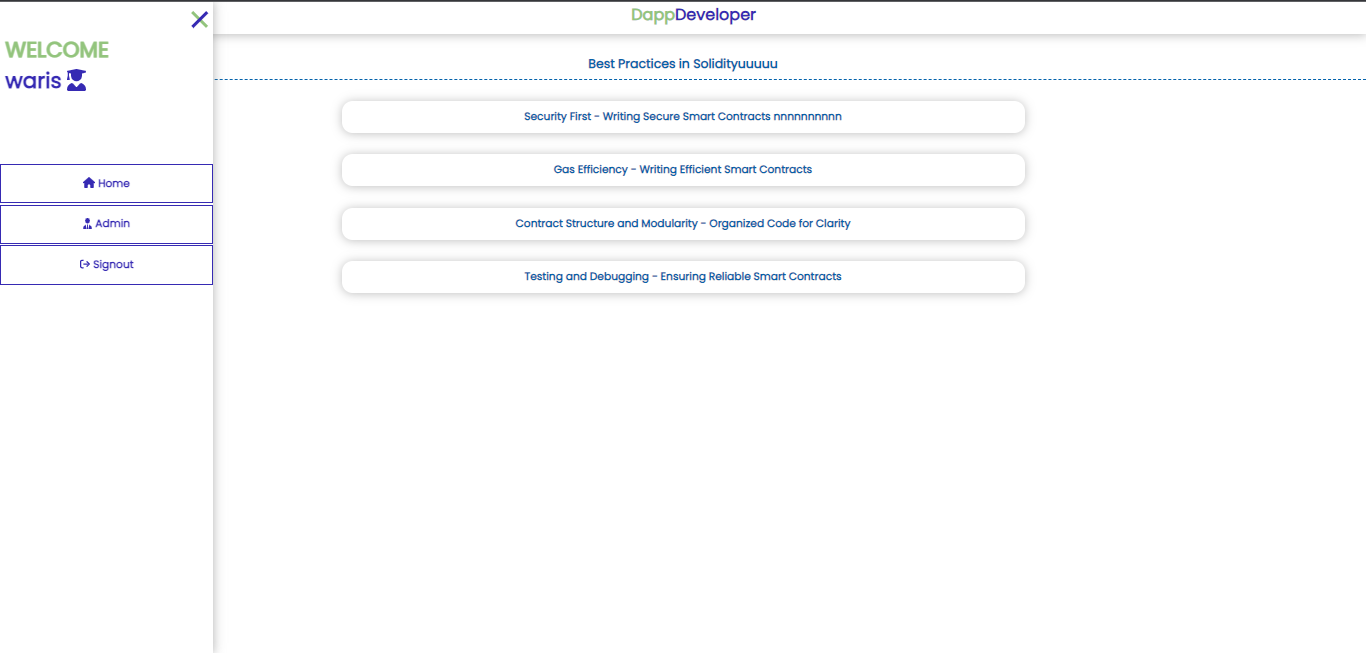 DappDeveloper
WELCOME
waris
Home
Admin
Signout
Best Practices in Solidityuuuuu
Security First - Writing Secure Smart Contracts nnnnnnnnnn
Gas Efficiency - Writing Efficient Smart Contracts
Contract Structure and Modularity - Organized Code for Clarity
Testing and Debugging - Ensuring Reliable Smart Contracts